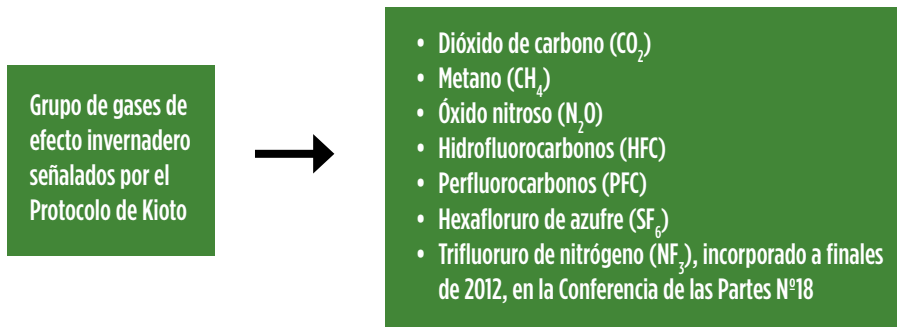 Grupo de gases de
efecto invernadero
señalados por el
Protocolo de Kioto
• Dióxido de carbono (CO₂)
• Metano (CH₄)
• Óxido nitroso (N₂O)
• Hidrofluorocarbonos (HFC)
• Perfluorocarbonos (PFC)
• Hexafloruro de azufre (SF₆)
• Trifluoruro de nitrógeno (NF₃), incorporado a finales
de 2012, en la Conferencia de las Partes Nº18